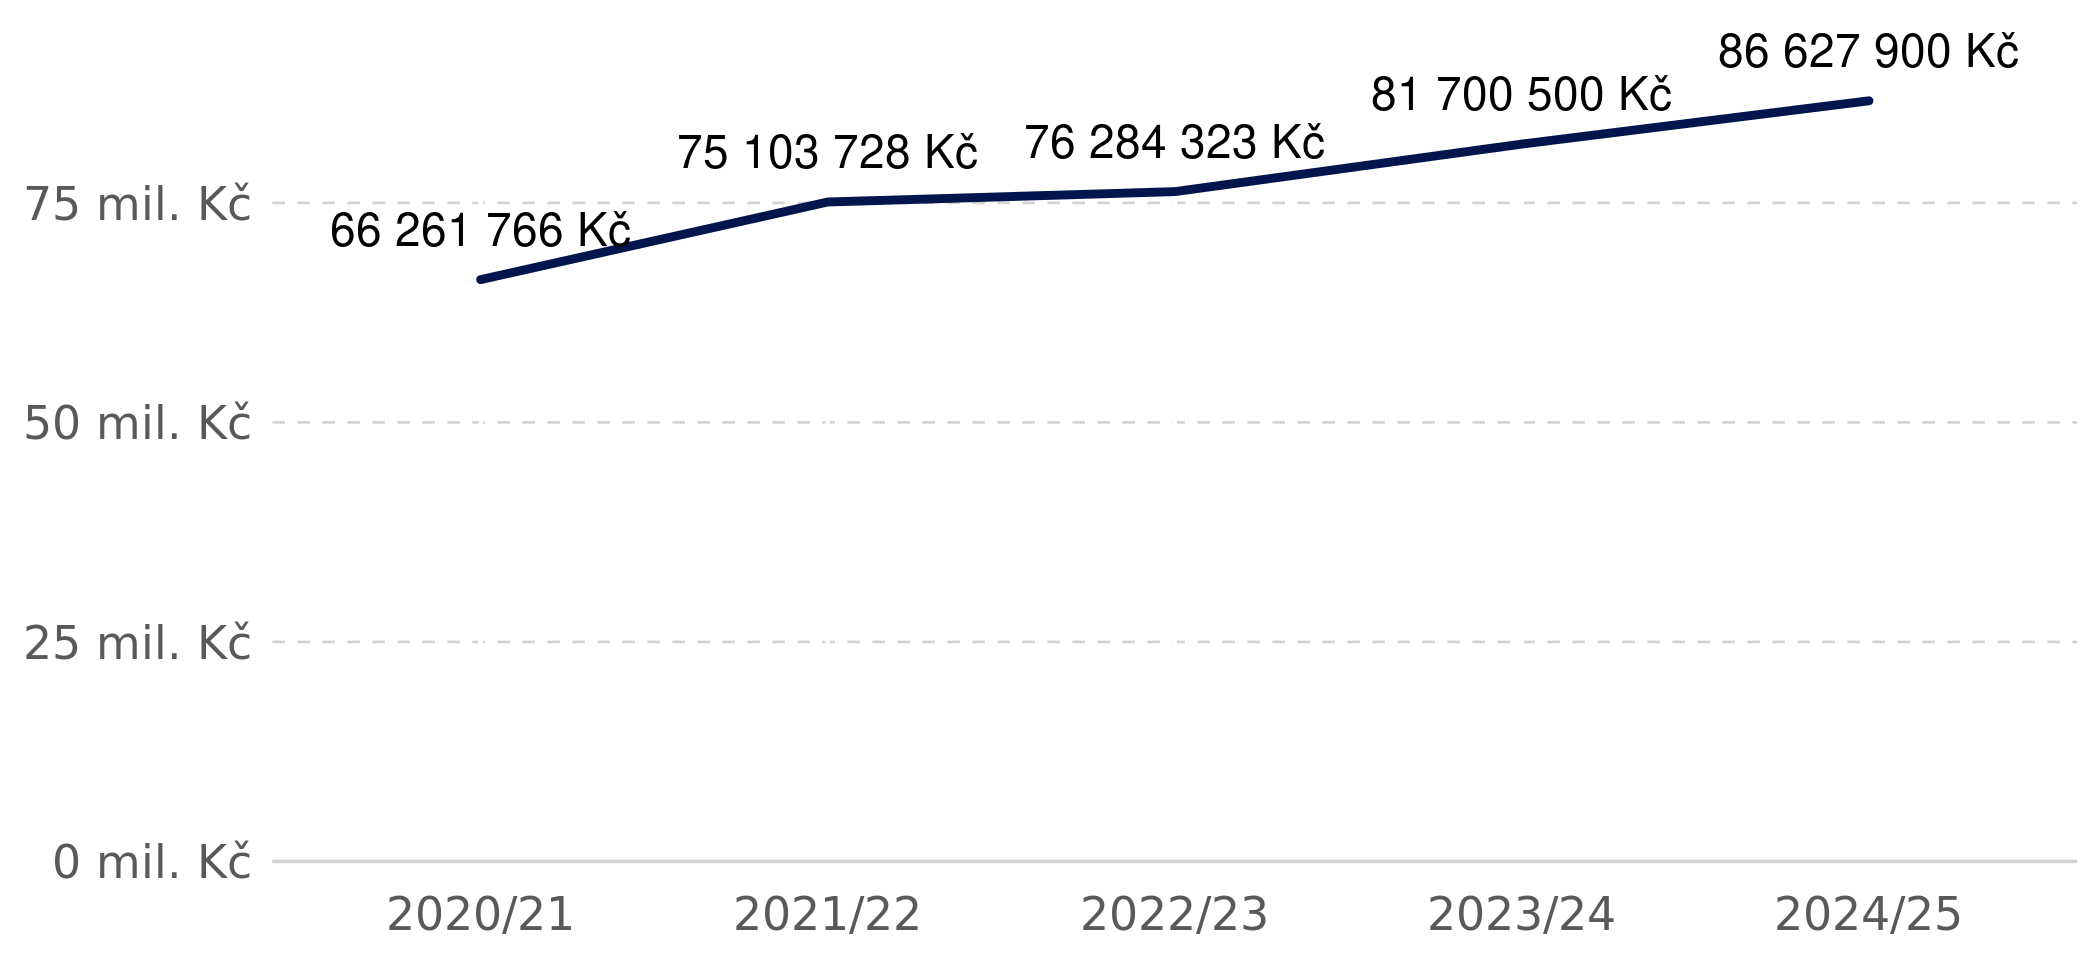 86 627 900 Kč
81 700 500 Kč
76 284 323 Kč
75 103 728 Kč
66 261 766 Kč
75 mil. Kč
50 mil. Kč
25 mil. Kč
0 mil. Kč
2020/21 2021/22 2022/23 2023/24 2024/25